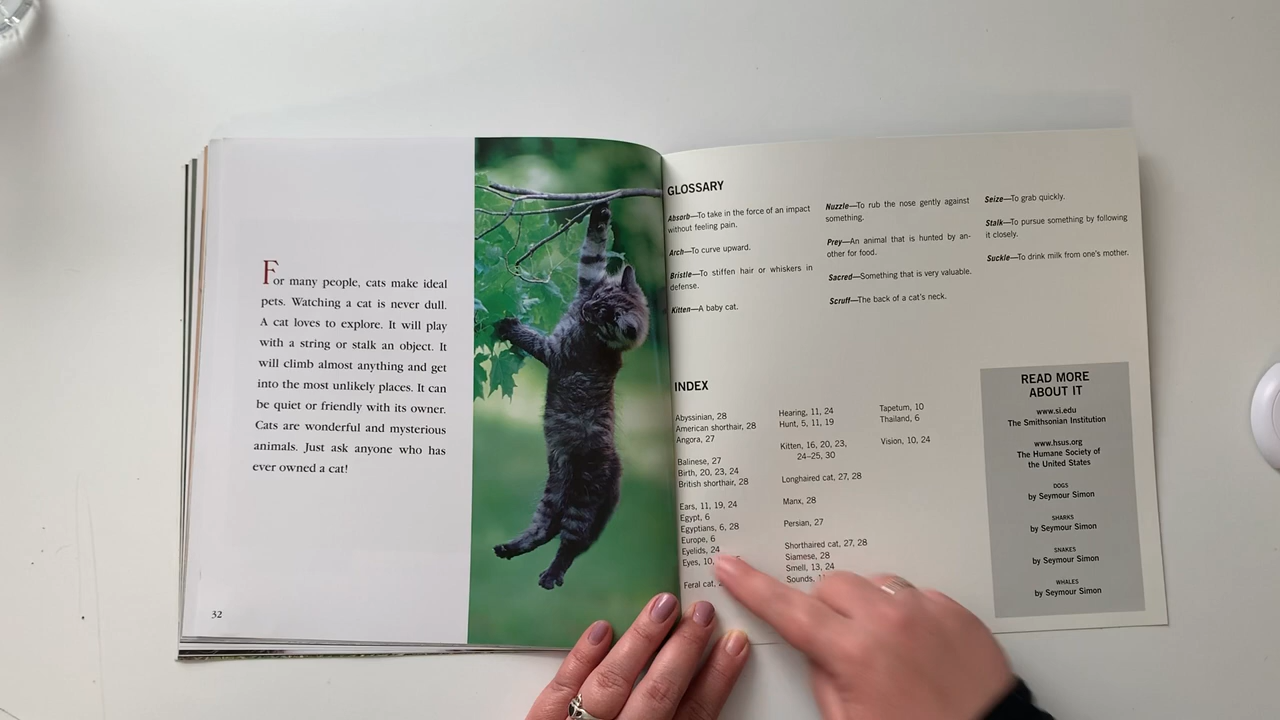 For many people, cats make ideal
pets. Watching a cat is never dull.
A cat loves to explore. It will play
with a string or stalk an object. It
will climb almost anything and get
into the most unlikely places. It can
be quiet or friendly with its owner.
Cats are wonderful and mysterious
animals. Just ask anyone who has
ever owned a cat!
32
GLOSSARY
Absorb—To take in the force of an impact
without feeling pain.
Arch—To curve upward.
Bristle—To stiffen hair or whiskers in
defense.
Kitten—A baby cat.
Nuzzle—To rub the nose gently against
something.
Prey—An animal that is hunted by an-
other for food.
Sacred—Something that is very valuable.
Scruff—The back of a cat's neck.
Seize—To grab quickly.
Stalk—To pursue something by following
it closely.
Suckle—To drink milk from one's mother.
INDEX
Abyssinian, 28
American shorthair, 28
Angora, 27
Balinese, 27
Birth, 20, 23, 24
British shorthair, 28
Ears, 11, 19, 24
Egypt, 6
Egyptians, 6, 28
Europe, 6
Eyelids, 24
Eyes, 10,
Feral cat,
Hearing, 11, 24
Hunt, 5, 11, 19
Kitten, 16, 20, 23,
24–25, 30
Longhaired cat, 27, 28
Manx, 28
Persian, 27
Shorthaired cat, 27, 28
Siamese, 28
Smell, 13, 24
Sounds,
Tapetum, 10
Thailand, 6
Vision, 10, 24
READ MORE
ABOUT IT
www.si.edu
The Smithsonian Institution
www.hsus.org
The Humane Society of
the United States
DOGS
by Seymour Simon
SHARKS
by Seymour Simon
SNAKES
by Seymour Simon
WHALES
by Seymour Simon